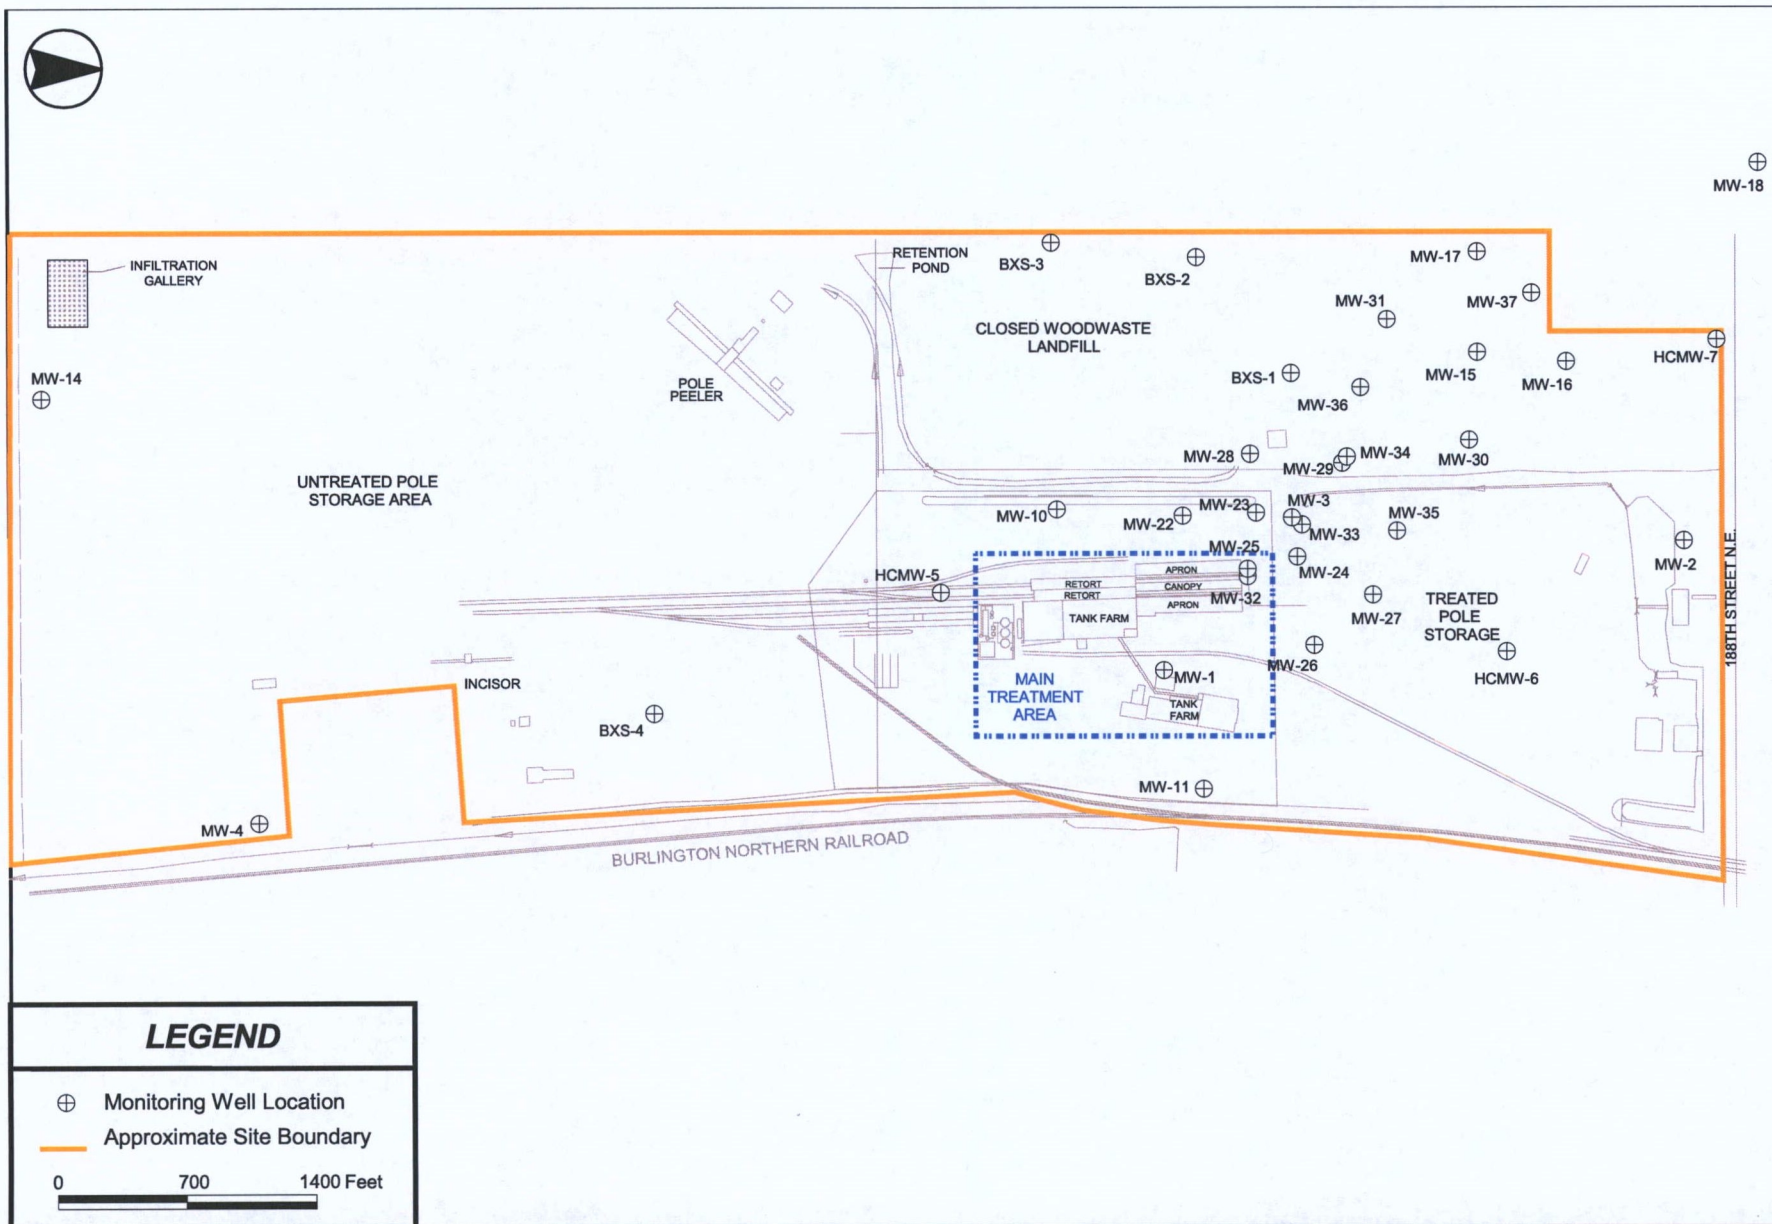 MW-18
INFILTRATION
GALLERY
RETENTION
POND
BXS-3
BXS-2
MW-17
MW-37
MW-31
CLOSED WOODWASTE
LANDFILL
HCMW-7
MW-14
POLE
PEELER
BXS-1
MW-36
MW-15
MW-16
UNTREATED POLE
STORAGE AREA
MW-28
MW-29
MW-34
MW-30
MW-10
MW-22
MW-23
MW-3
MW-33
MW-35
MW-25
MW-24
MW-2
188TH STREET N.E.
HCMW-5
RETORT
RETORT
APRON
CANOPY
APRON
MW-32
TANK FARM
MW-27
TREATED
POLE
STORAGE
MW-26
HCMW-6
INCISOR
MAIN
TREATMENT
AREA
MW-1
TANK
FARM
BXS-4
MW-11
MW-4
BURLINGTON NORTHERN RAILROAD
LEGEND
Monitoring Well Location
Approximate Site Boundary
0 700 1400 Feet